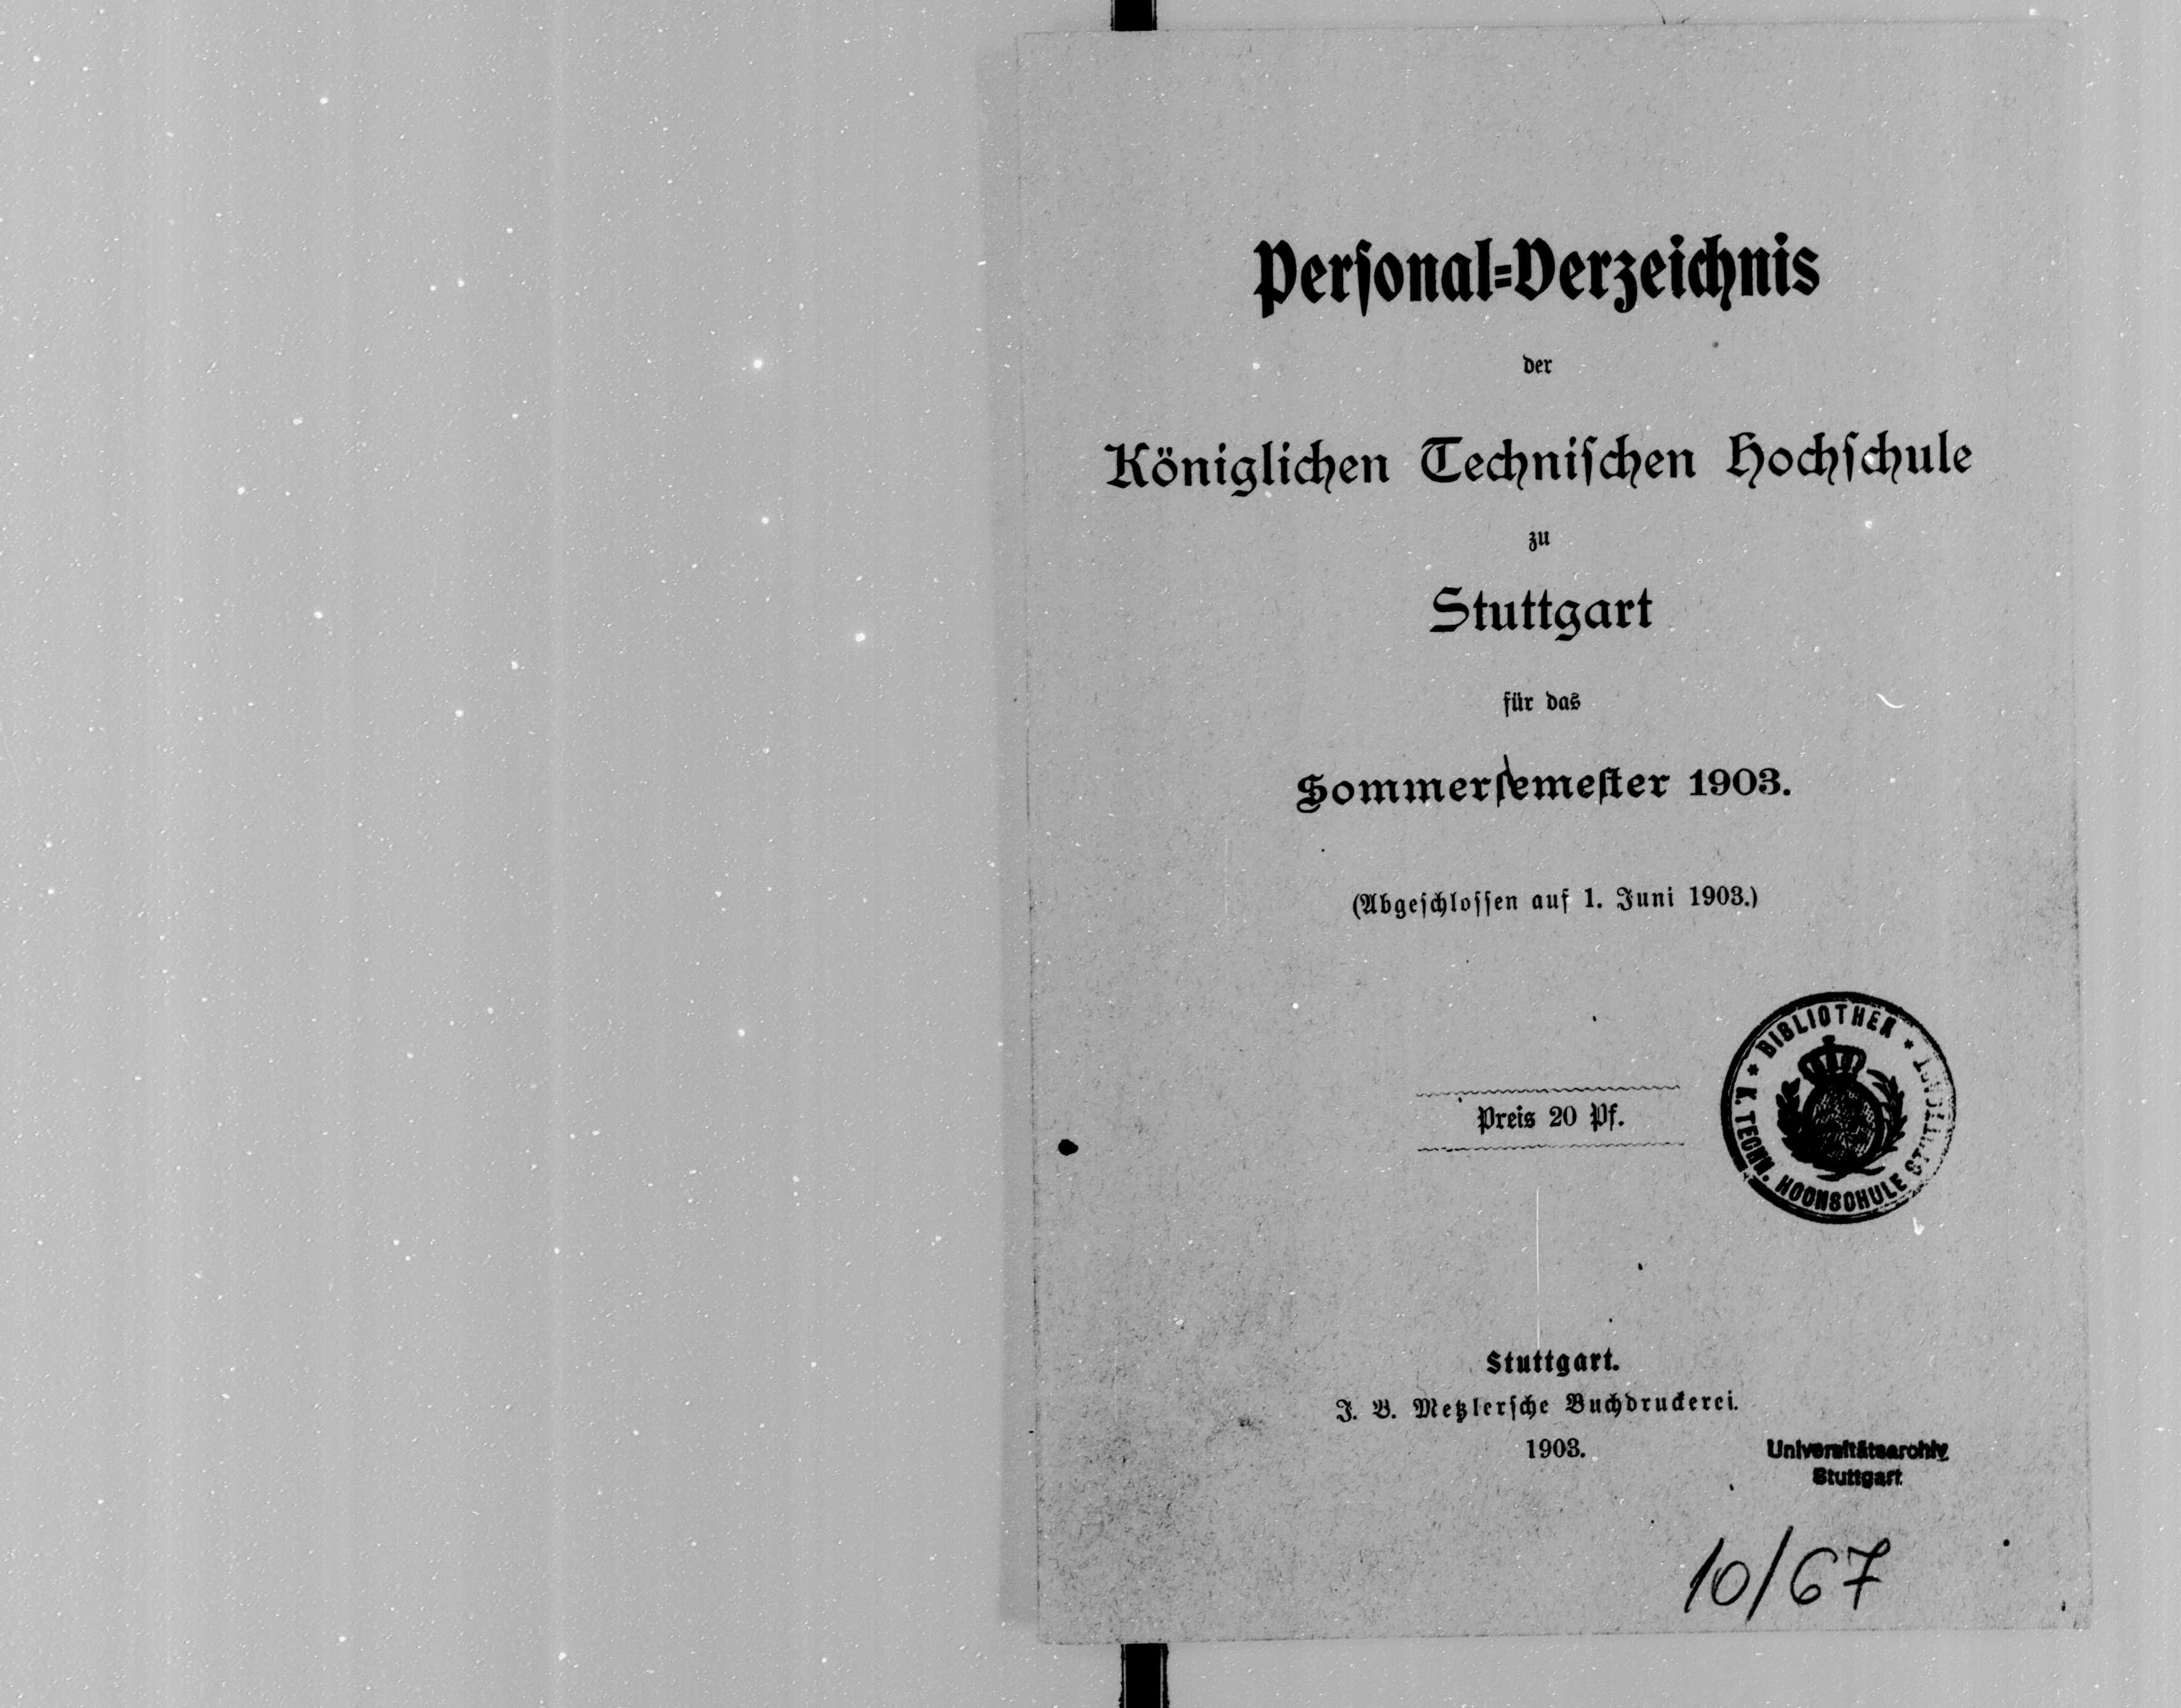 Personal-Verzeichnis
der
Königlichen Technischen Hochschule
zu
Stuttgart
für das
Sommersemester 1903.
(Abgeschlossen auf 1. Juni 1903.)
Preis 20 Pf.
* BIBLIOTHEK *
K. TECHN. HOCHSCHULE STUTTGART
Stuttgart.
J. B. Metzlersche Buchdruckerei.
1903.
Universitätsarchiv
Stuttgart
10/67